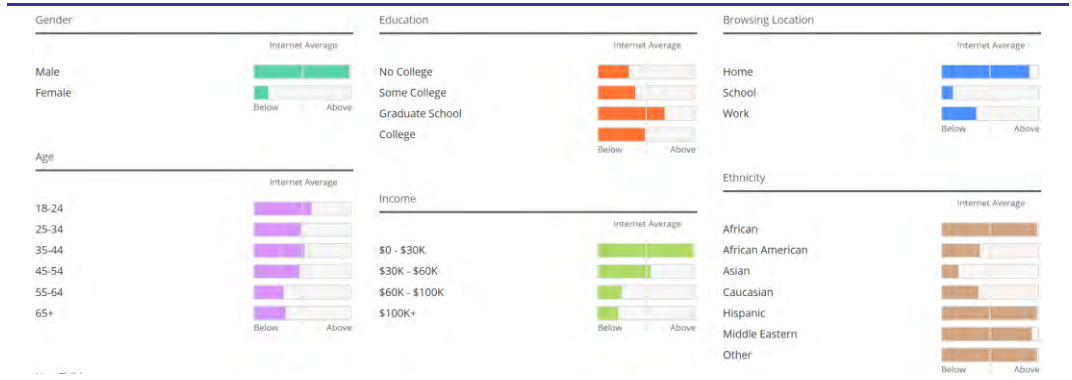 Gender
Internet Average
Male
Female
Below Above
Age
Internet Average
18-24
25-34
35-44
45-54
55-64
65+
Below Above
Education
Internet Average
No College
Some College
Graduate School
College
Below Above
Income
Internet Average
$0 - $30K
$30K - $60K
$60K - $100K
$100K+
Below Above
Browsing Location
Internet Average
Home
School
Work
Below Above
Ethnicity
Internet Average
African
African American
Asian
Caucasian
Hispanic
Middle Eastern
Other
Below Above